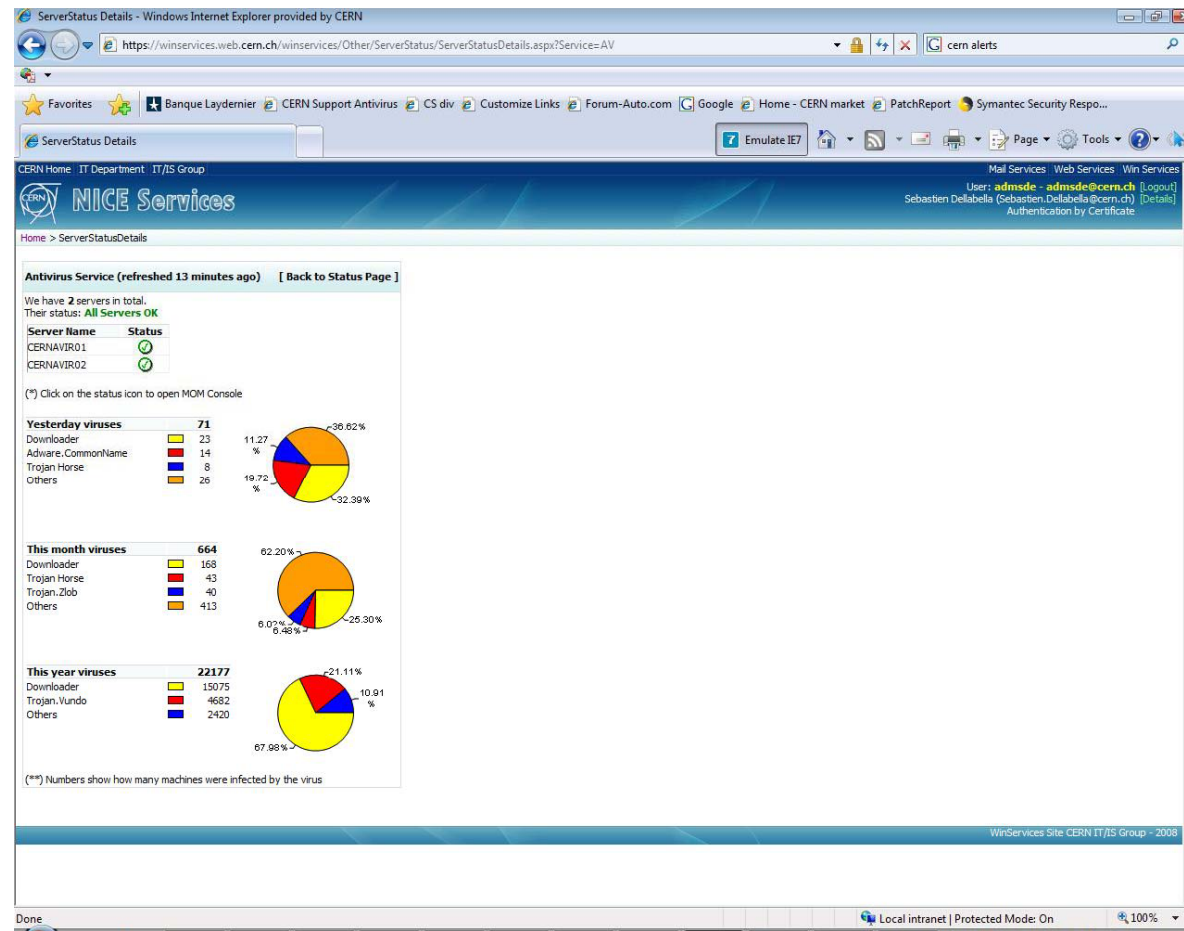 ServerStatus Details - Windows Internet Explorer provided by CERN
https://winservices.web.cern.ch/winservices/Other/ServerStatus/ServerStatusDetails.aspx?Service=AV
cern alerts
Favorites Banque Laydernier CERN Support Antivirus CS div Customize Links Forum-Auto.com Google Home - CERN market PatchReport Symantec Security Respo...
ServerStatus Details
Emulate IE7 Page Tools
CERN Home IT Department IT/IS Group
Mail Services Web Services Win Services
CERN NICE Services
User: admsde - admsde@cern.ch [Logout]
Sebastien Dellabella (Sebastien.Dellabella@cern.ch) [Details]
Authentication by Certificate
Home > ServerStatusDetails
Antivirus Service (refreshed 13 minutes ago) [ Back to Status Page ]
We have 2 servers in total.
Their status: All Servers OK
Server Name Status
CERNAVIR01
CERNAVIR02
(*) Click on the status icon to open MOM Console
Yesterday viruses 71
Downloader 23
Adware.CommonName 14
Trojan Horse 8
Others 26
36.62%
11.27 %
19.72 %
32.39%
This month viruses 664
Downloader 168
Trojan Horse 43
Trojan.Zlob 40
Others 413
62.20%
6.02%
6.48%
25.30%
This year viruses 22177
Downloader 15075
Trojan.Vundo 4682
Others 2420
21.11%
10.91 %
67.98%
(**) Numbers show how many machines were infected by the virus
WinServices Site CERN IT/IS Group - 2008
Done
Local intranet | Protected Mode: On
100%